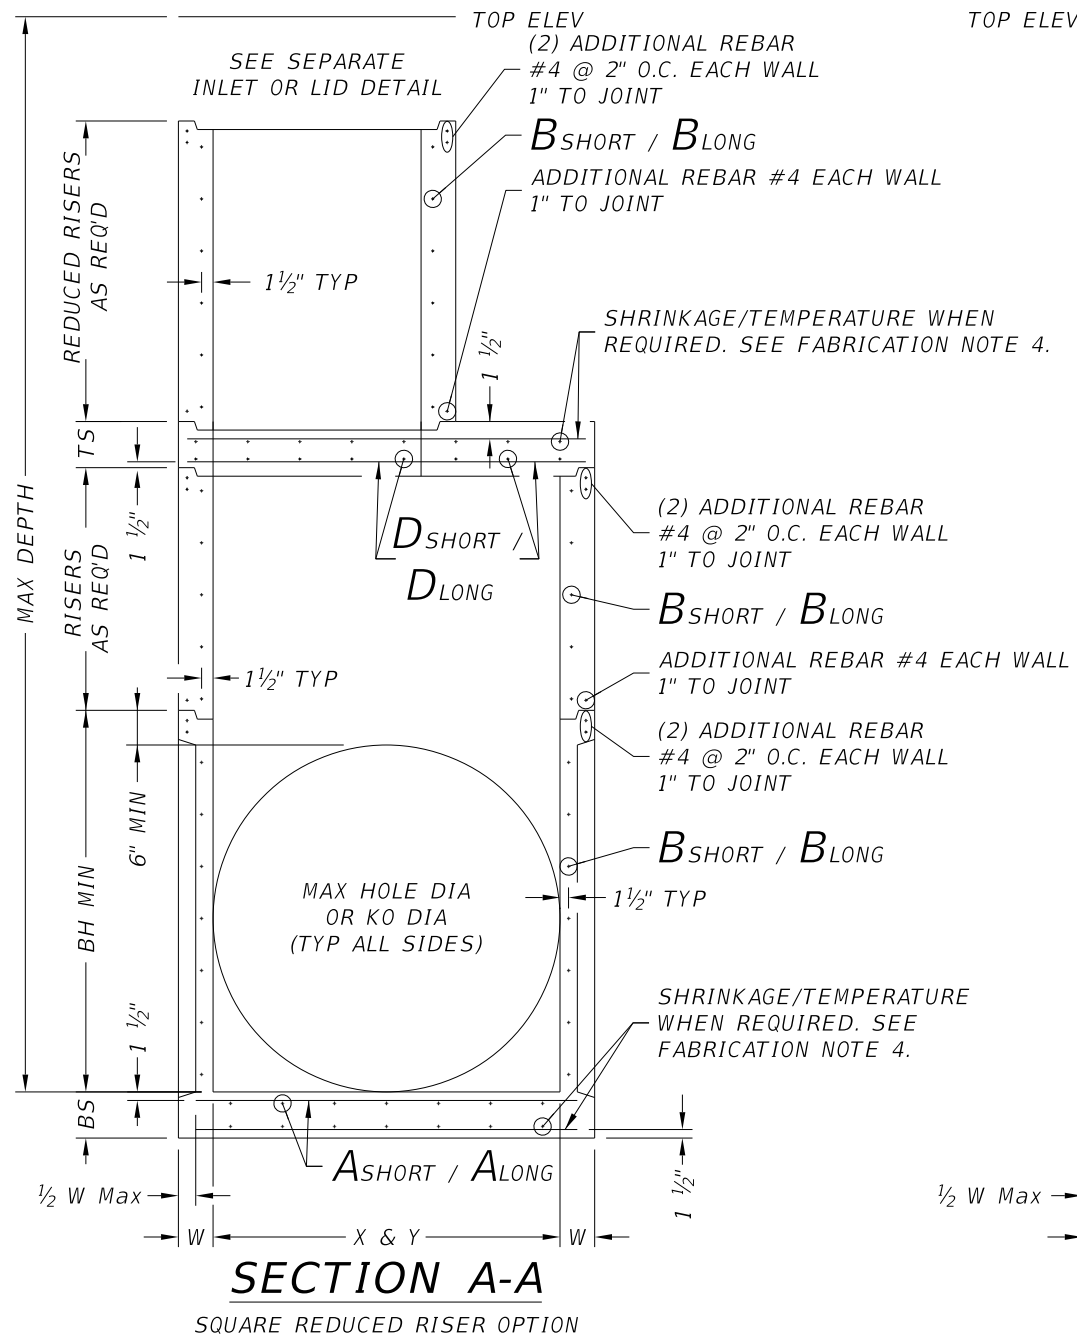 TOP ELEV
TOP ELEV
(2) ADDITIONAL REBAR
#4 @ 2" O.C. EACH WALL
1" TO JOINT
SEE SEPARATE
INLET OR LID DETAIL
BSHORT / BLONG
ADDITIONAL REBAR #4 EACH WALL
1" TO JOINT
REDUCED RISERS
AS REQ'D
1½" TYP
SHRINKAGE/TEMPERATURE WHEN
REQUIRED. SEE FABRICATION NOTE 4.
1 ½"
TS
MAX DEPTH
1 ½"
RISERS
AS REQ'D
DSHORT /
DLONG
(2) ADDITIONAL REBAR
#4 @ 2" O.C. EACH WALL
1" TO JOINT
BSHORT / BLONG
1½" TYP
ADDITIONAL REBAR #4 EACH WALL
1" TO JOINT
(2) ADDITIONAL REBAR
#4 @ 2" O.C. EACH WALL
1" TO JOINT
6" MIN
BH MIN
BSHORT / BLONG
MAX HOLE DIA
OR KO DIA
(TYP ALL SIDES)
1½" TYP
1 ½"
SHRINKAGE/TEMPERATURE
WHEN REQUIRED. SEE
FABRICATION NOTE 4.
BS
ASHORT / ALONG
1 ½"
½ W Max
½ W Max
W
X & Y
W
SECTION A-A
SQUARE REDUCED RISER OPTION